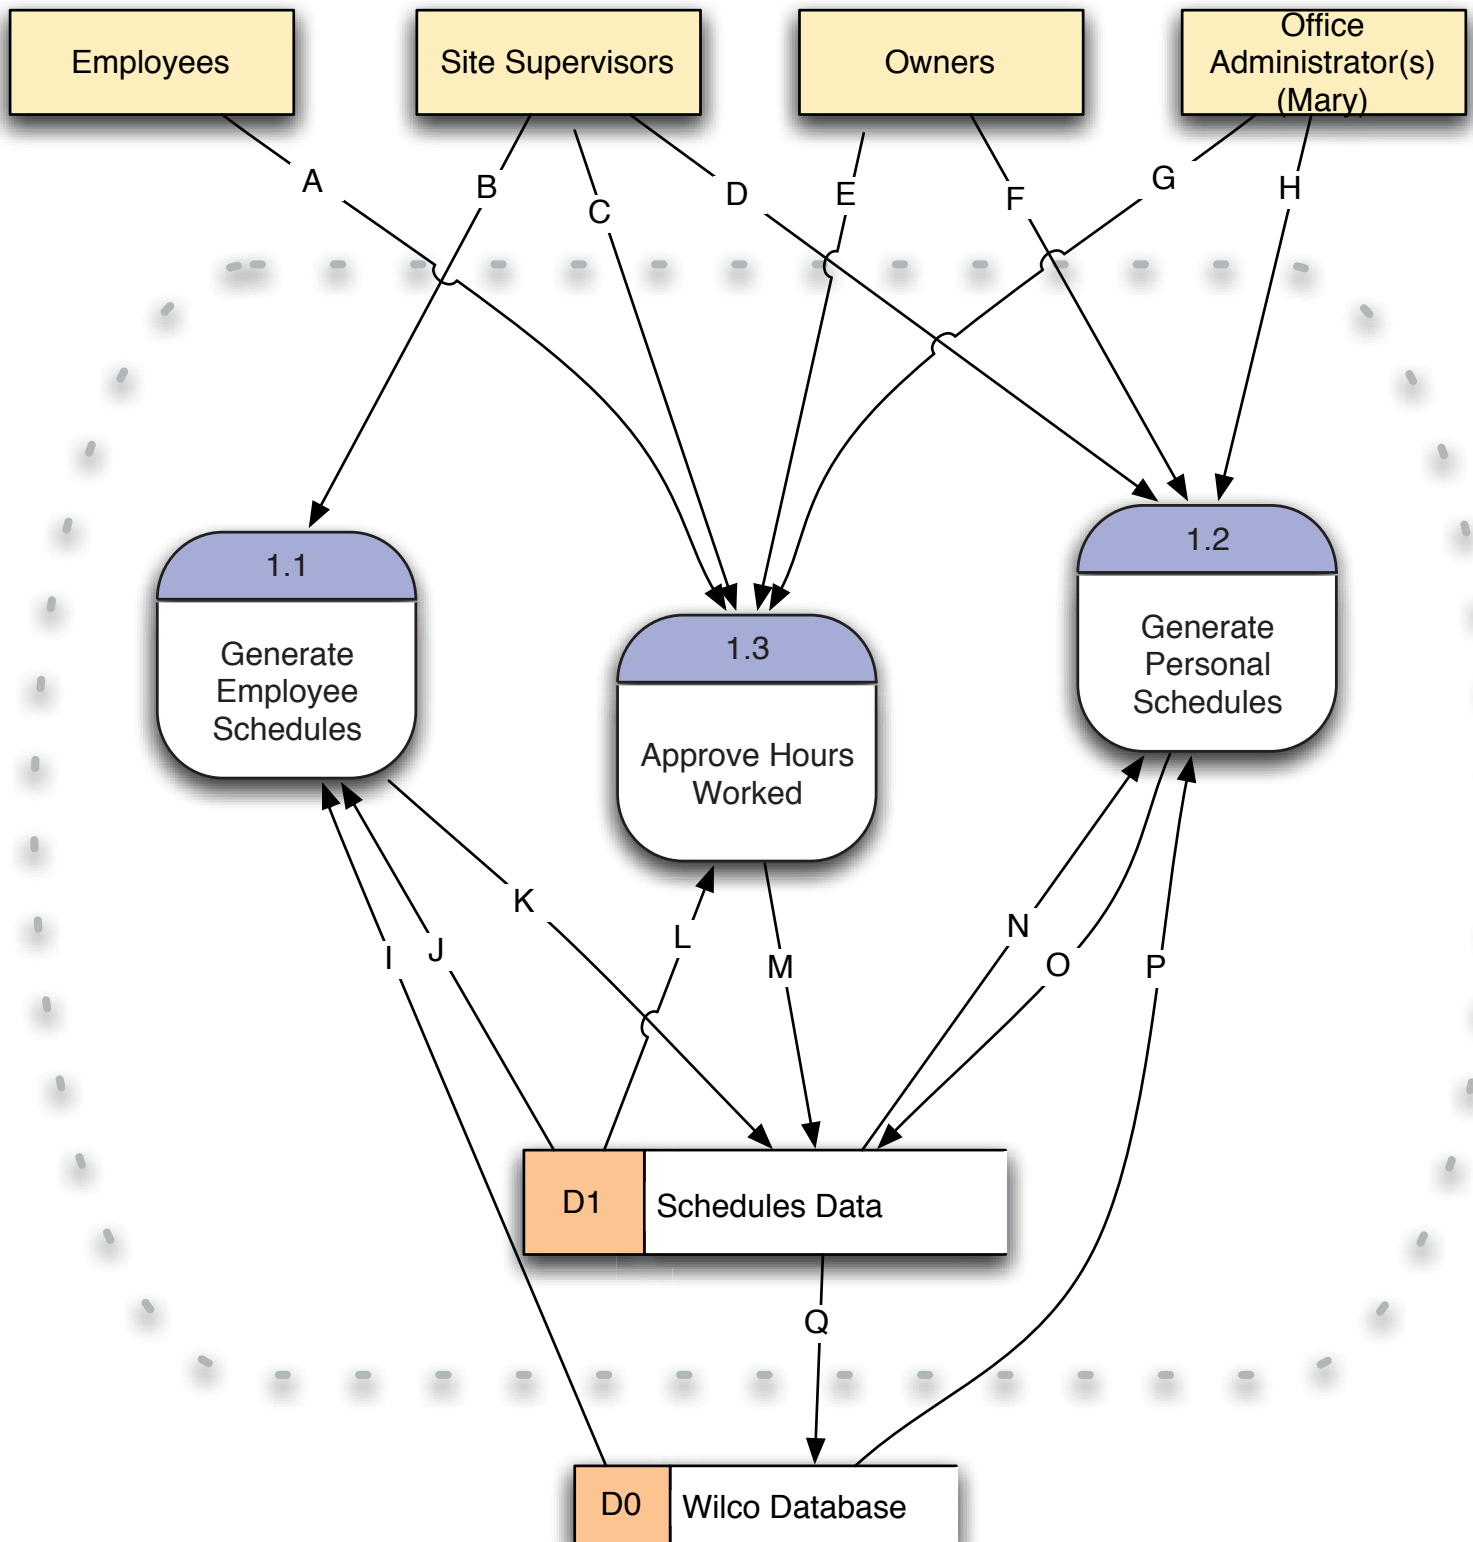 Employees
Site Supervisors
Owners
Office
Administrator(s)
(Mary)
A
B
C
D
E
F
G
H
1.1
Generate
Employee
Schedules
1.3
Approve Hours
Worked
1.2
Generate
Personal
Schedules
I
J
K
L
M
N
O
P
D1
Schedules Data
Q
D0
Wilco Database